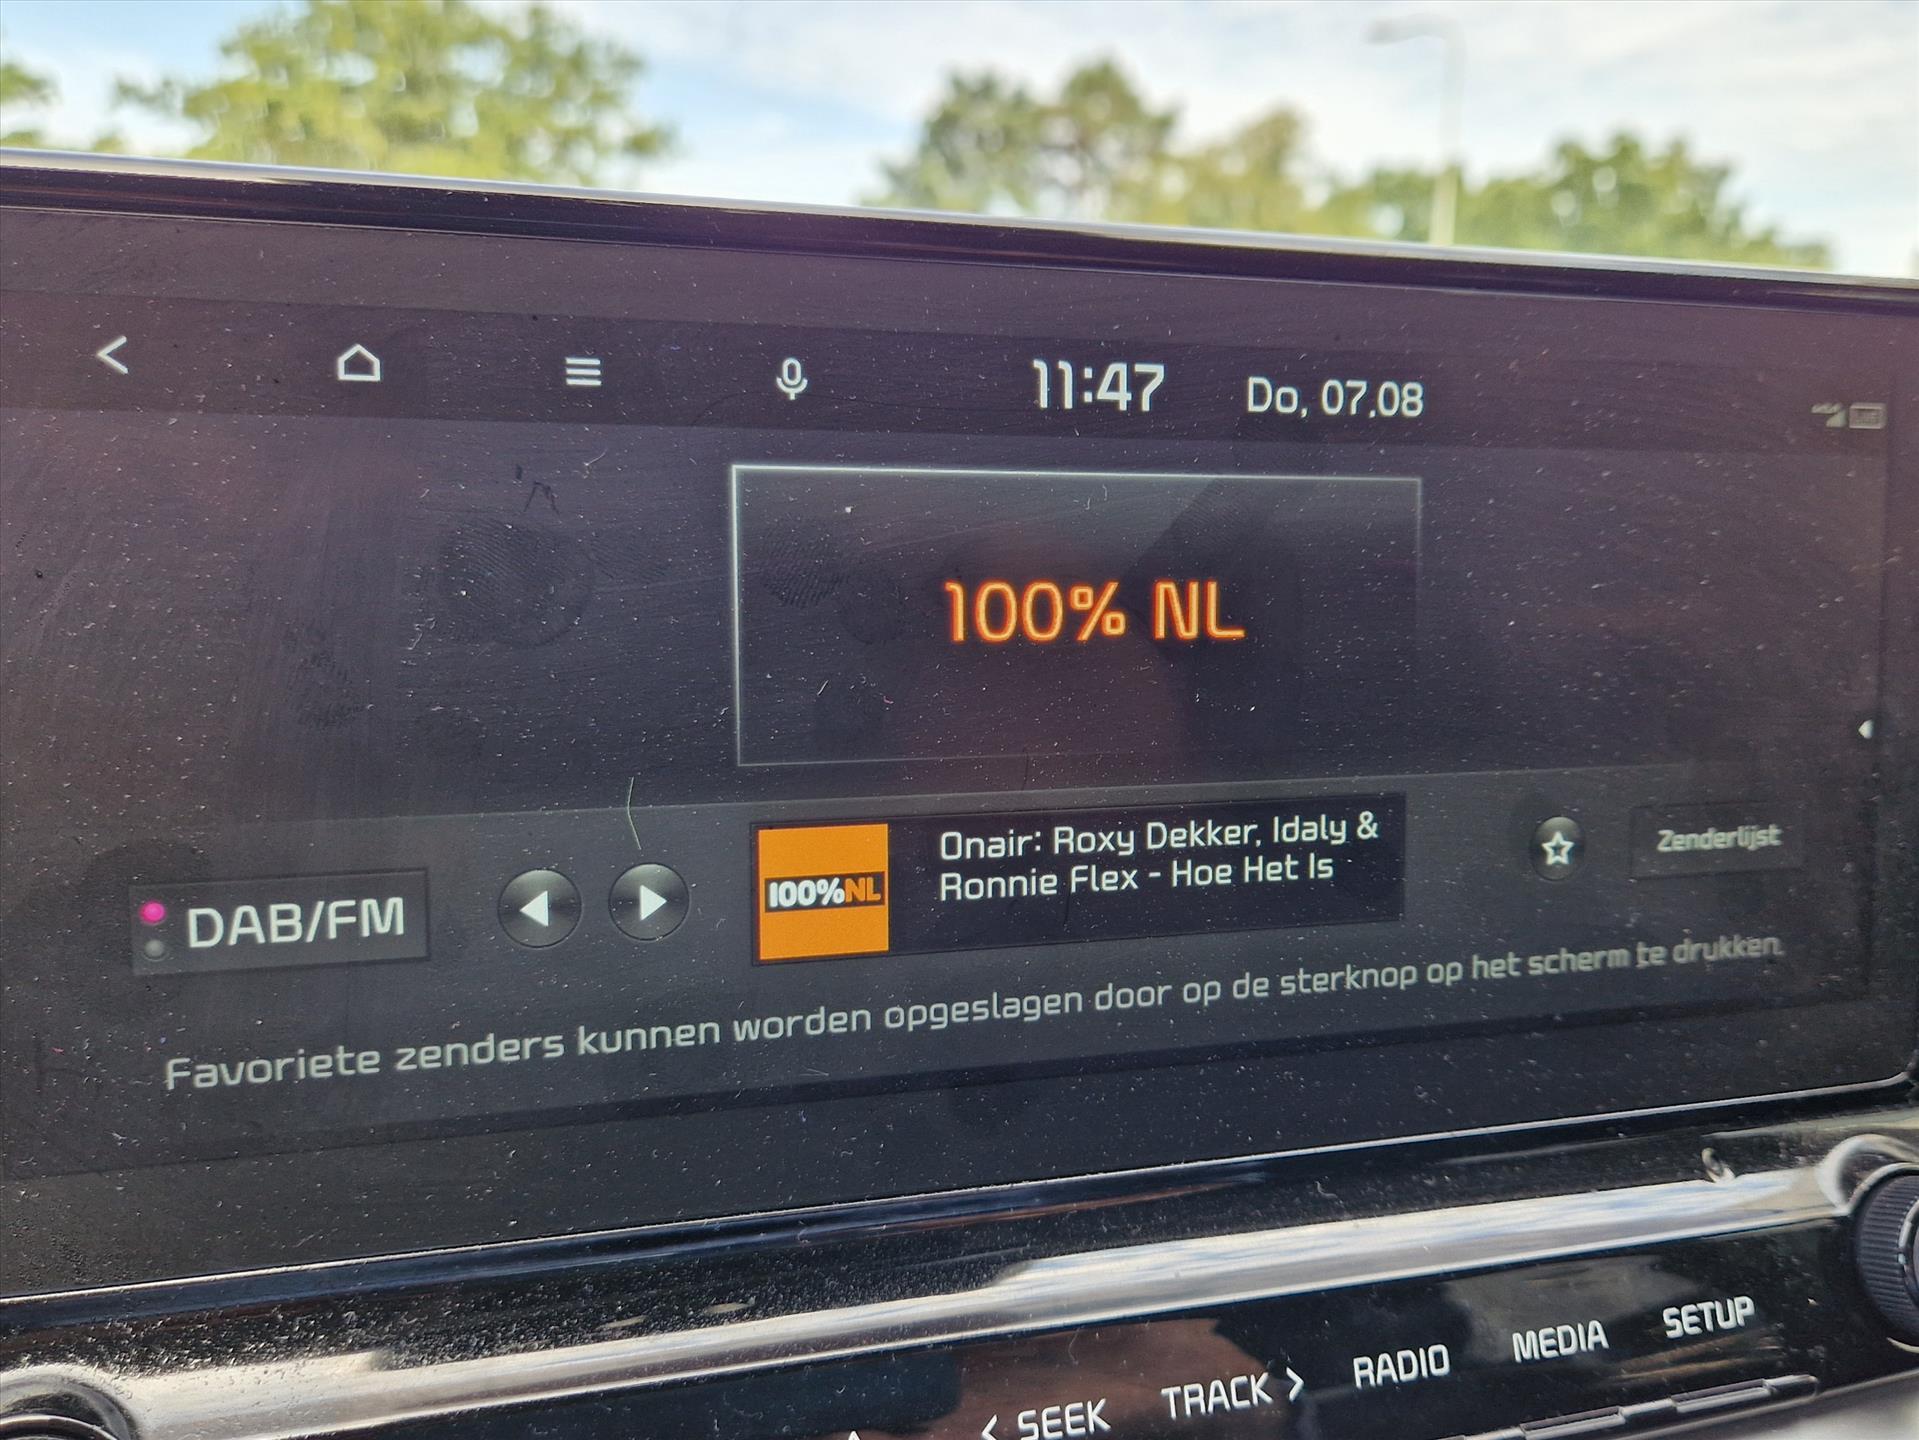 11:47 Do, 07.08
100% NL
DAB/FM
100%NL
Onair: Roxy Dekker, Idaly &
Ronnie Flex - Hoe Het Is
Zenderlijst
Favoriete zenders kunnen worden opgeslagen door op de sterknop op het scherm te drukken.
< SEEK TRACK > RADIO MEDIA SETUP